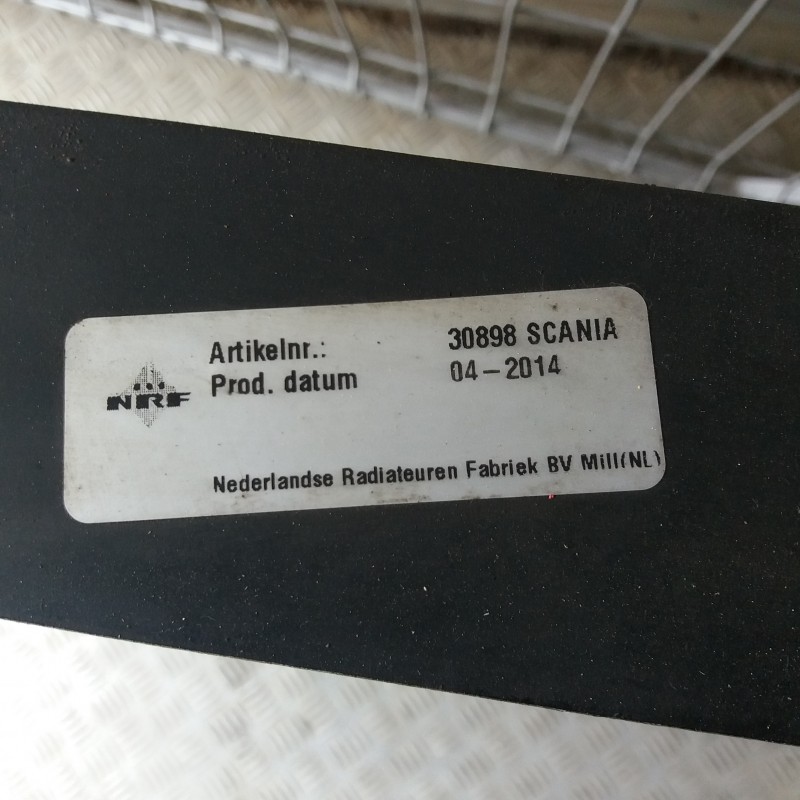 NRF
Artikelnr.: 30898 SCANIA
Prod. datum 04-2014
Nederlandse Radiateuren Fabriek BV Mill(NL)